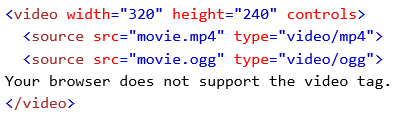 <video width="320" height="240" controls>
  <source src="movie.mp4" type="video/mp4">
  <source src="movie.ogg" type="video/ogg">
Your browser does not support the video tag.
</video>